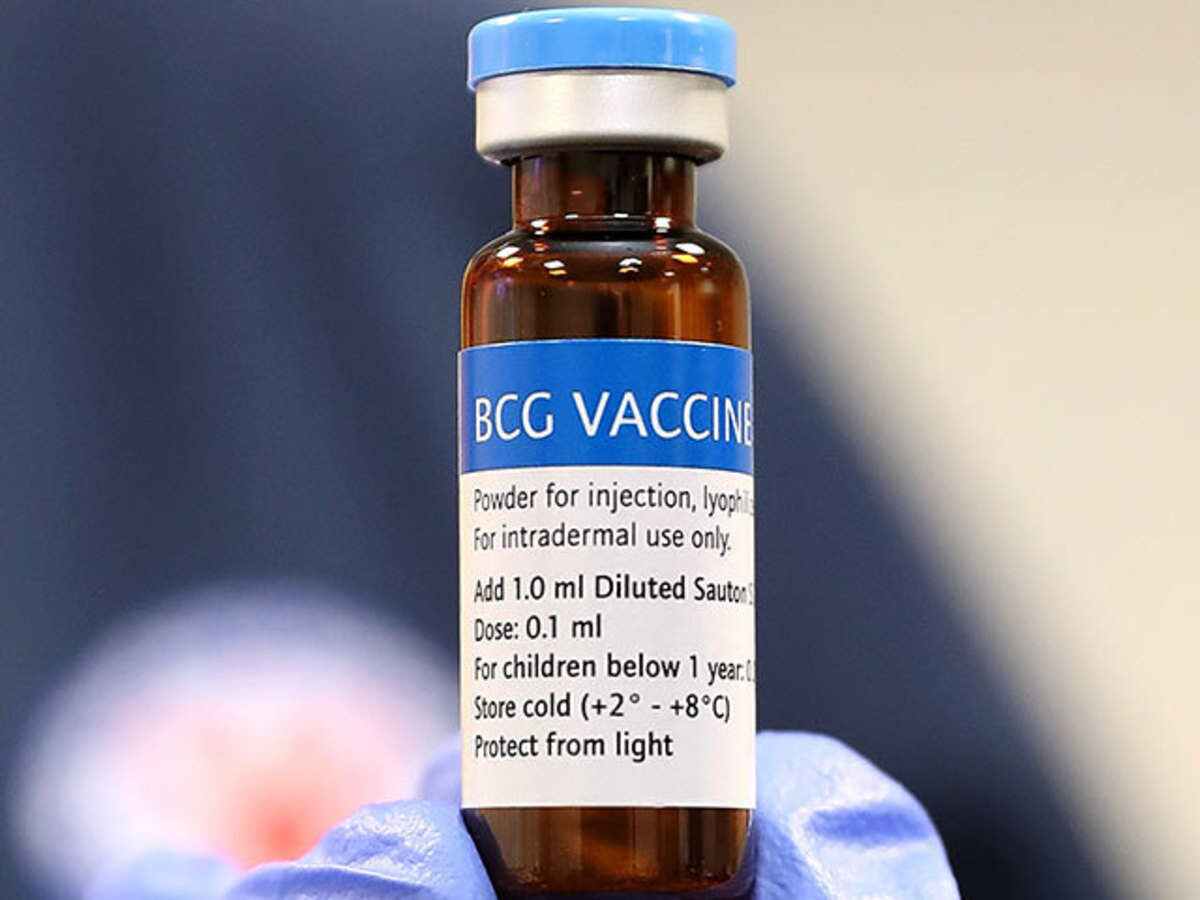 BCG VACCINE
Powder for injection, lyophi
For intradermal use only.
Add 1.0 ml Diluted Sauton
Dose: 0.1 ml
For children below 1 year:
Store cold (+2° - +8°C)
Protect from light